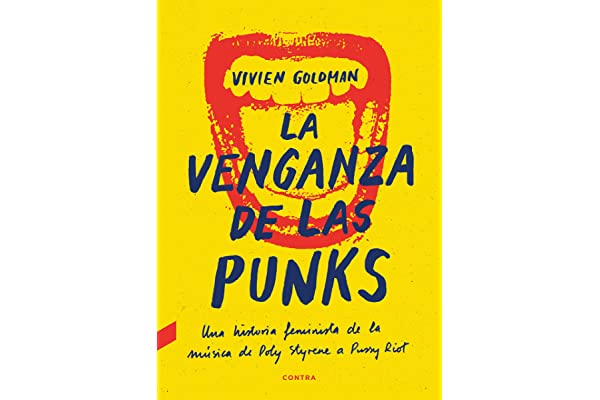 VIVIEN GOLDMAN
LA
VENGANZA
DE LAS
PUNKS
Una historia feminista de la
música de Poly Styrene a Pussy Riot
CONTRA